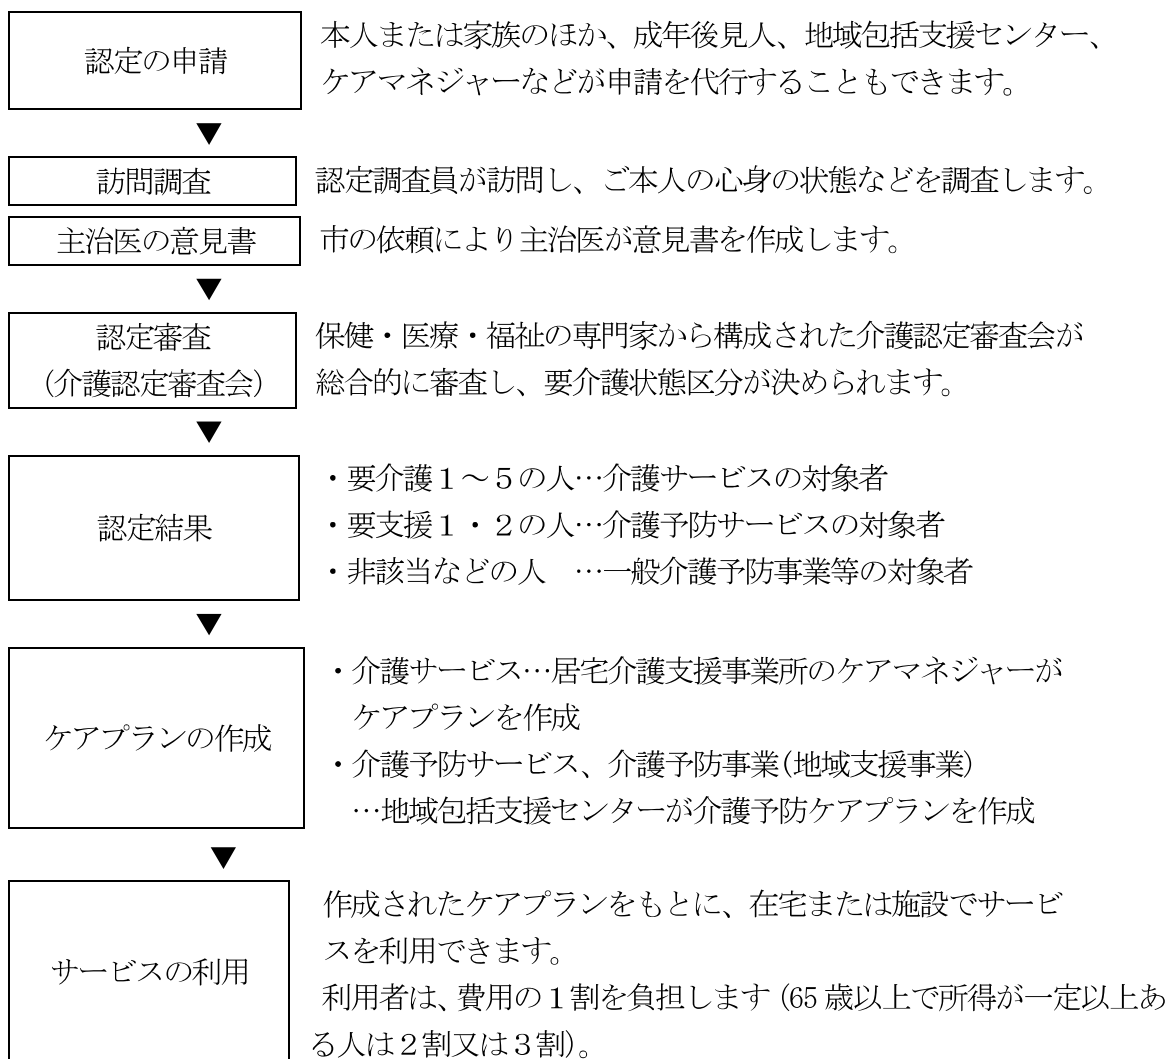 認定の申請
本人または家族のほか、成年後見人、地域包括支援センター、
ケアマネジャーなどが申請を代行することもできます。
▼
訪問調査
認定調査員が訪問し、ご本人の心身の状態などを調査します。
主治医の意見書
市の依頼により主治医が意見書を作成します。
▼
認定審査
(介護認定審査会)
保健・医療・福祉の専門家から構成された介護認定審査会が
総合的に審査し、要介護状態区分が決められます。
▼
認定結果
・要介護１～５の人…介護サービスの対象者
・要支援１・２の人…介護予防サービスの対象者
・非該当などの人　…一般介護予防事業等の対象者
▼
ケアプランの作成
・介護サービス…居宅介護支援事業所のケアマネジャーが
ケアプランを作成
・介護予防サービス、介護予防事業(地域支援事業)
…地域包括支援センターが介護予防ケアプランを作成
▼
サービスの利用
作成されたケアプランをもとに、在宅または施設でサービ
スを利用できます。
利用者は、費用の１割を負担します(65 歳以上で所得が一定以上あ
る人は２割又は３割)。